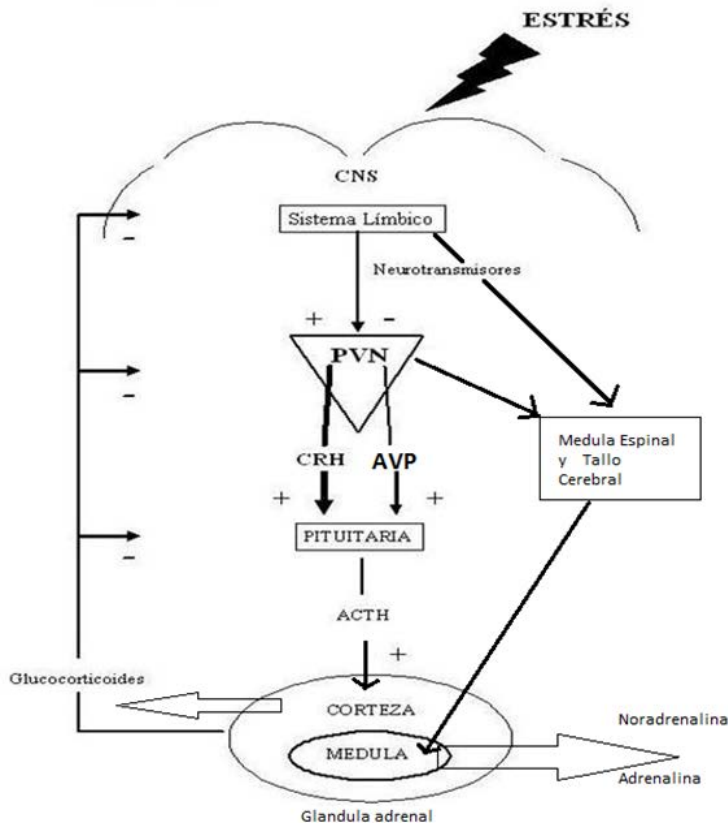 ESTRÉS
CNS
Sistema Límbico
Neurotransmisores
-
+ -
PVN
-
Medula Espinal
y Tallo
Cerebral
CRH AVP
+ +
PITUITARIA
-
ACTH
+
Glucocorticoides
CORTEZA
Noradrenalina
MEDULA
Adrenalina
Glandula adrenal